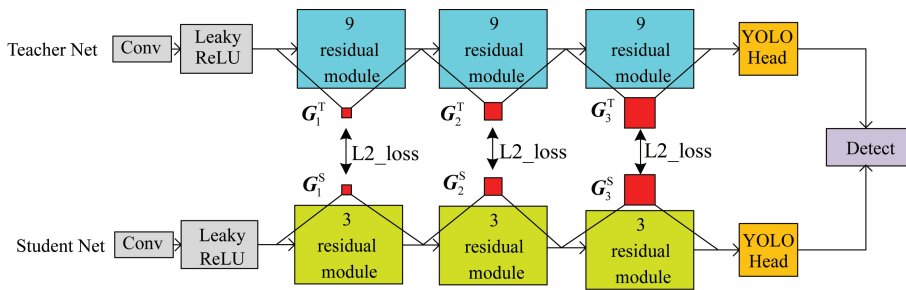 Teacher Net
Conv
Leaky
ReLU
9
residual
module
9
residual
module
9
residual
module
YOLO
Head
G₁ᵀ
G₂ᵀ
G₃ᵀ
L2_loss
L2_loss
L2_loss
Detect
G₁ˢ
G₂ˢ
G₃ˢ
Student Net
Conv
Leaky
ReLU
3
residual
module
3
residual
module
3
residual
module
YOLO
Head